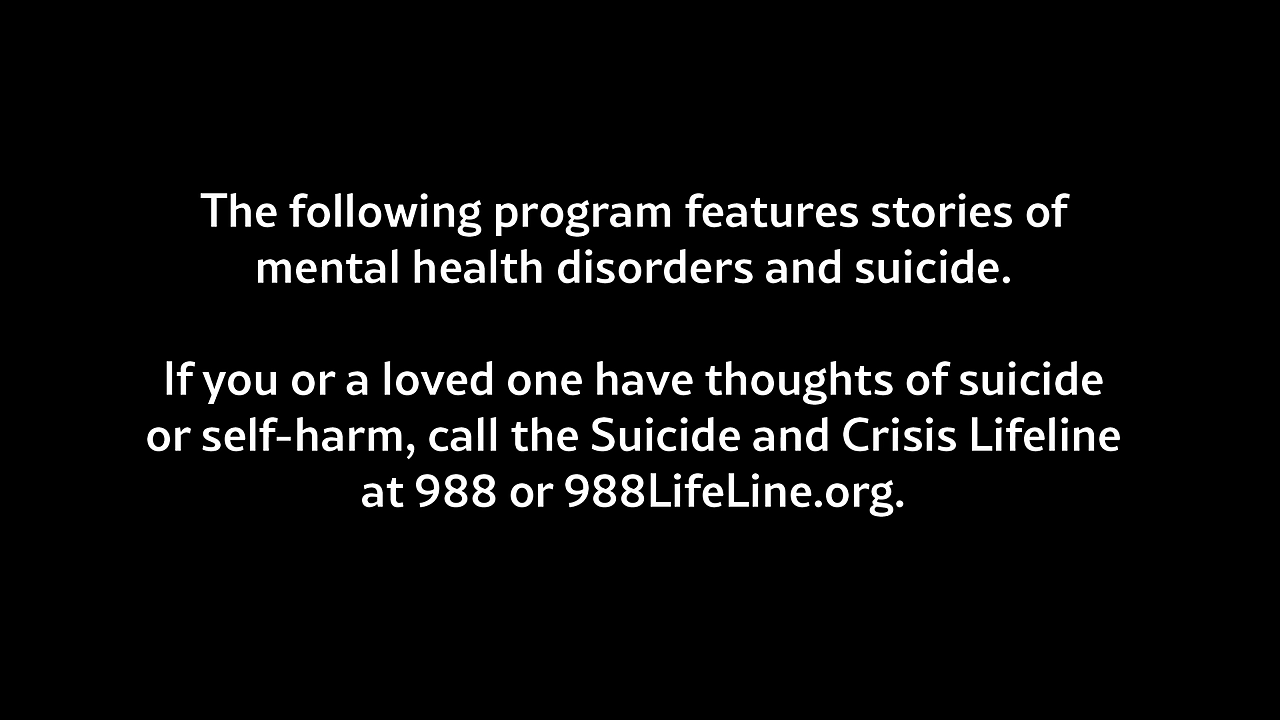 The following program features stories of
mental health disorders and suicide.
If you or a loved one have thoughts of suicide
or self-harm, call the Suicide and Crisis Lifeline
at 988 or 988LifeLine.org.